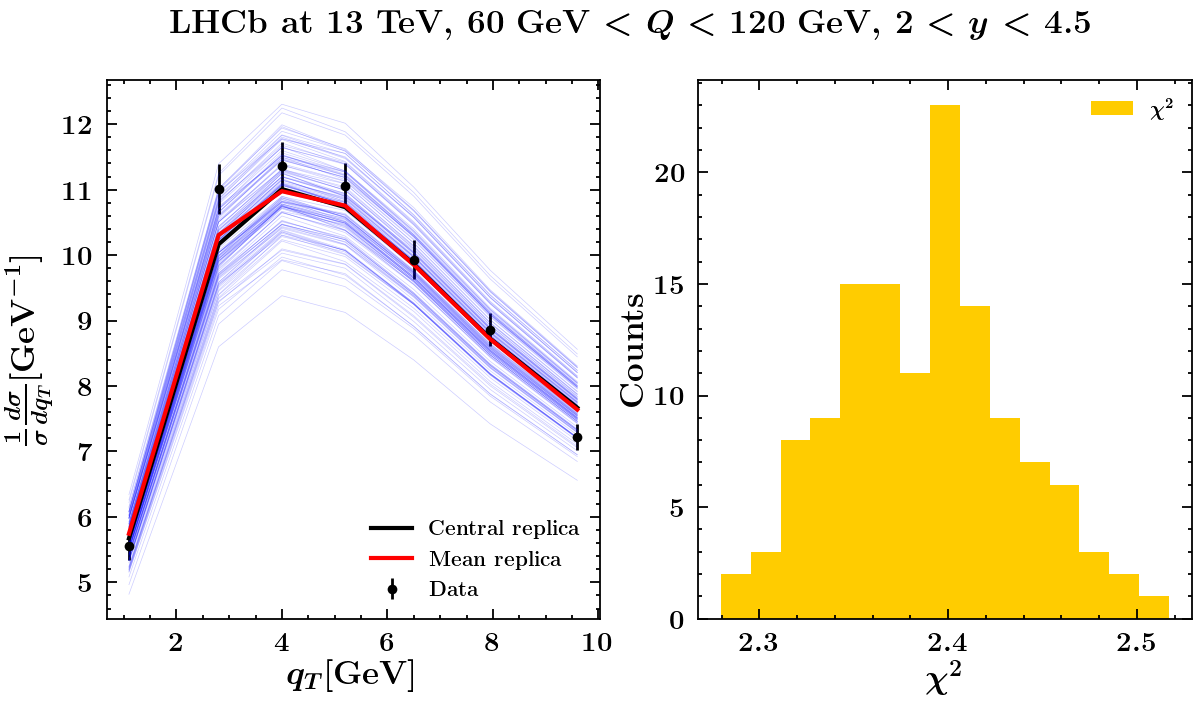 LHCb at 13 TeV, 60 GeV < Q < 120 GeV, 2 < y < 4.5
12
11
10
9
8
7
6
5
1/σ dσ/dq_T [GeV⁻¹]
Central replica
Mean replica
Data
2
4
6
8
10
q_T[GeV]
χ²
20
15
10
5
0
Counts
2.3
2.4
2.5
χ²